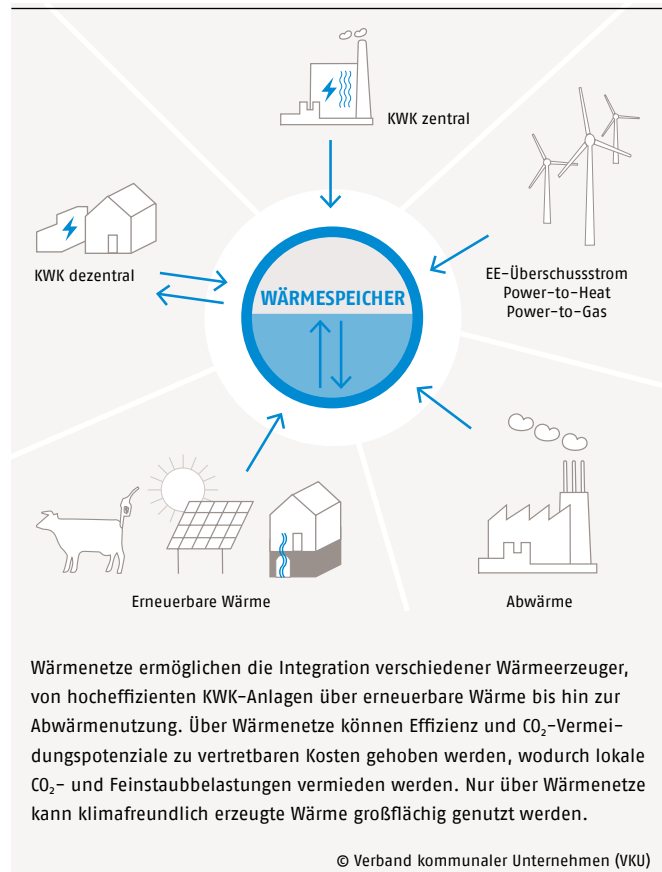 KWK zentral
KWK dezentral
WÄRMESPEICHER
EE-Überschussstrom
Power-to-Heat
Power-to-Gas
Erneuerbare Wärme
Abwärme
Wärmenetze ermöglichen die Integration verschiedener Wärmeerzeuger,
von hocheffizienten KWK-Anlagen über erneuerbare Wärme bis hin zur
Abwärmenutzung. Über Wärmenetze können Effizienz und CO₂-Vermei-
dungspotenziale zu vertretbaren Kosten gehoben werden, wodurch lokale
CO₂- und Feinstaubbelastungen vermieden werden. Nur über Wärmenetze
kann klimafreundlich erzeugte Wärme großflächig genutzt werden.
© Verband kommunaler Unternehmen (VKU)